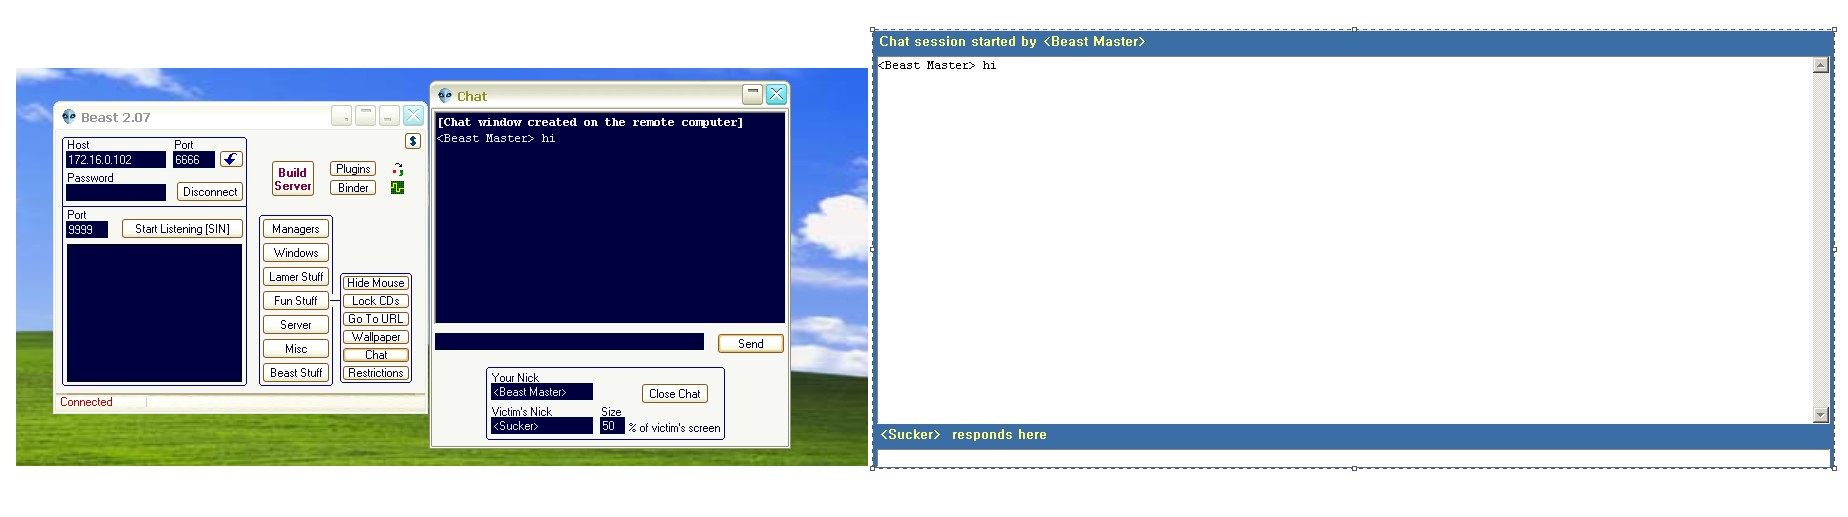 Beast 2.07
$
Host
Port
172.16.0.102
6666
Password
Disconnect
Port
9999
Start Listening [SIN]
Build
Server
Plugins
Binder
Managers
Windows
Lamer Stuff
Fun Stuff
Server
Misc
Beast Stuff
Hide Mouse
Lock CDs
Go To URL
Wallpaper
Chat
Restrictions
Connected
Chat
[Chat window created on the remote computer]
<Beast Master> hi
Send
Your Nick
<Beast Master>
Close Chat
Victim's Nick
Size
<Sucker>
50 % of victim's screen
Chat session started by <Beast Master>
<Beast Master> hi
<Sucker> responds here